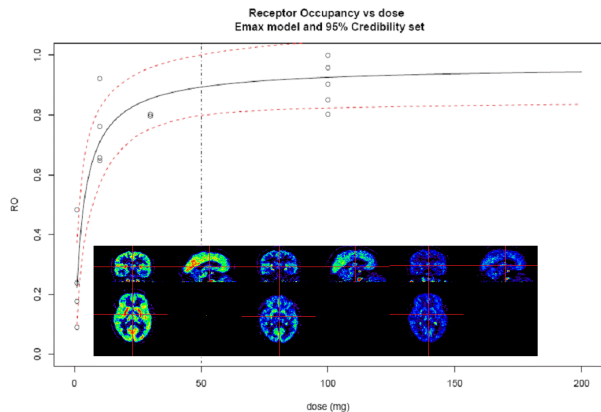 Receptor Occupancy vs dose
Emax model and 95% Credibility set
1.0
0.8
0.6
0.4
0.2
0.0
RO
0
50
100
150
200
dose (mg)